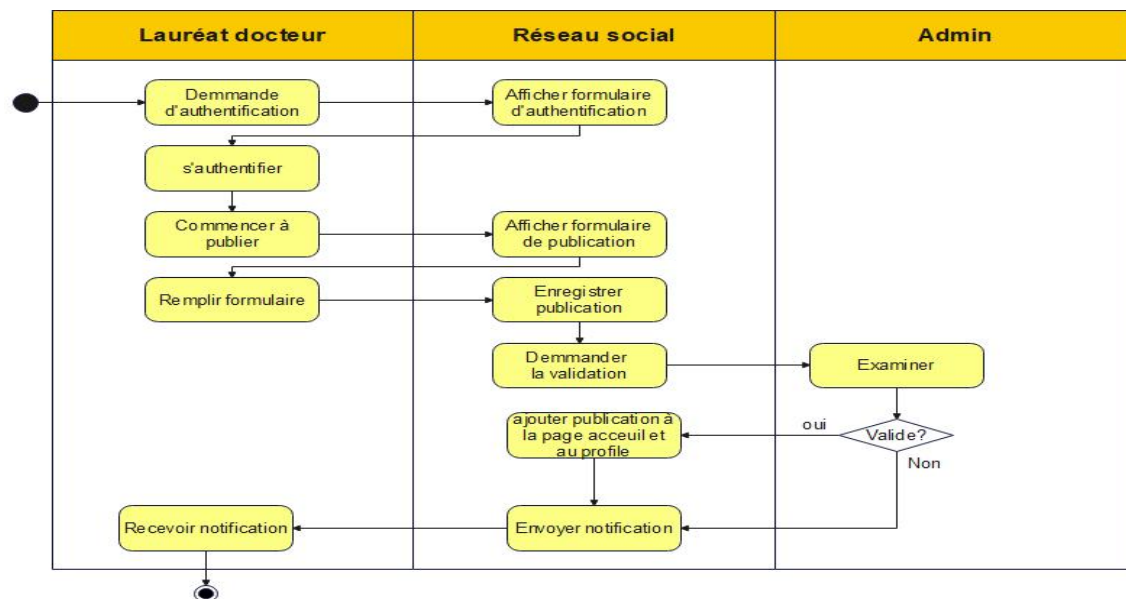 Lauréat docteur
Réseau social
Admin
Demmande
d'authentification
Afficher formulaire
d'authentification
s'authentifier
Commencer à
publier
Afficher formulaire
de publication
Remplir formulaire
Enregistrer
publication
Demmander
la validation
Examiner
ajouter publication à
la page acceuil et
au profile
oui
Valide?
Non
Recevoir notification
Envoyer notification